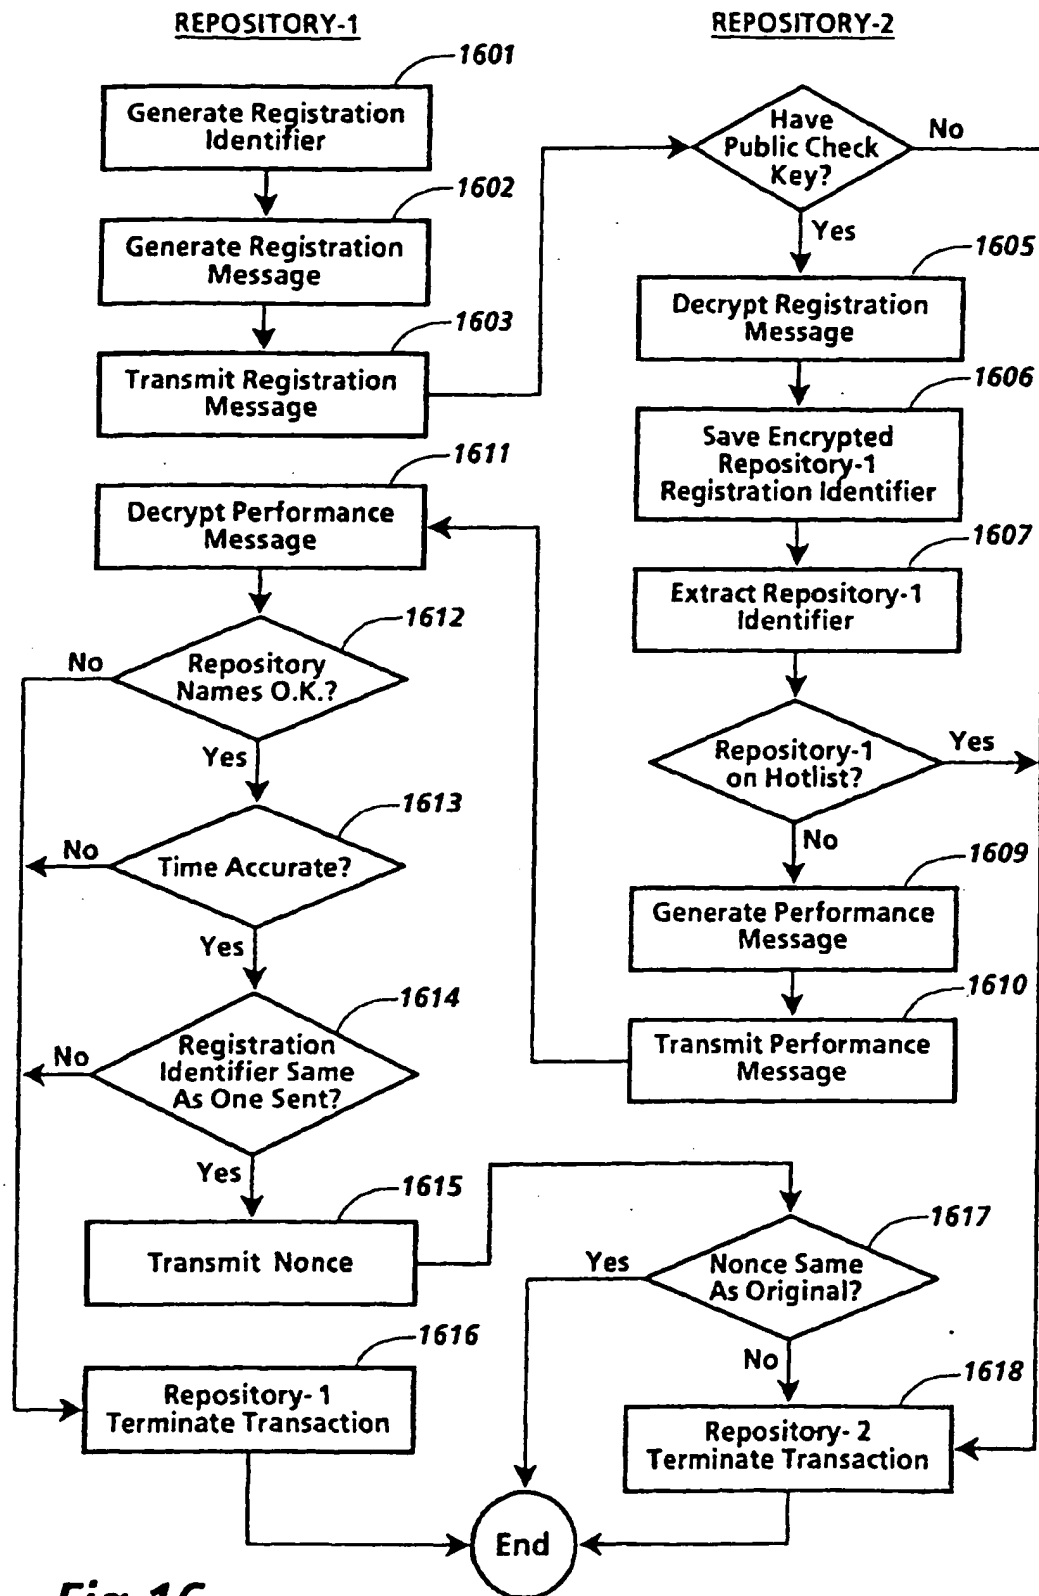 REPOSITORY-1
1601
Generate Registration
Identifier
1602
Generate Registration
Message
1603
Transmit Registration
Message
1611
Decrypt Performance
Message
1612
Repository
Names O.K.?
No
Yes
1613
Time Accurate?
No
Yes
1614
Registration
Identifier Same
As One Sent?
No
Yes
1615
Transmit Nonce
1616
Repository- 1
Terminate Transaction
REPOSITORY-2
Have
Public Check
Key?
No
Yes
1605
Decrypt Registration
Message
1606
Save Encrypted
Repository-1
Registration Identifier
1607
Extract Repository-1
Identifier
Repository-1
on Hotlist?
Yes
No
1609
Generate Performance
Message
1610
Transmit Performance
Message
1617
Nonce Same
As Original?
Yes
No
1618
Repository- 2
Terminate Transaction
End
Fig.16